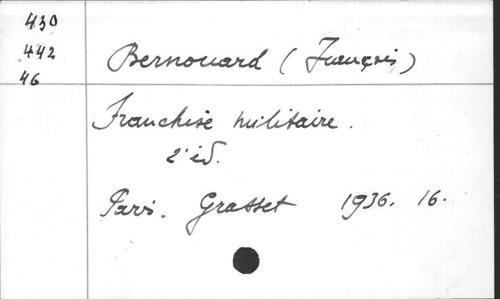 430
442
46
Bernouard (François)
Franchise militaire.
2e éd.
Paris. Grasset 1936. 16.